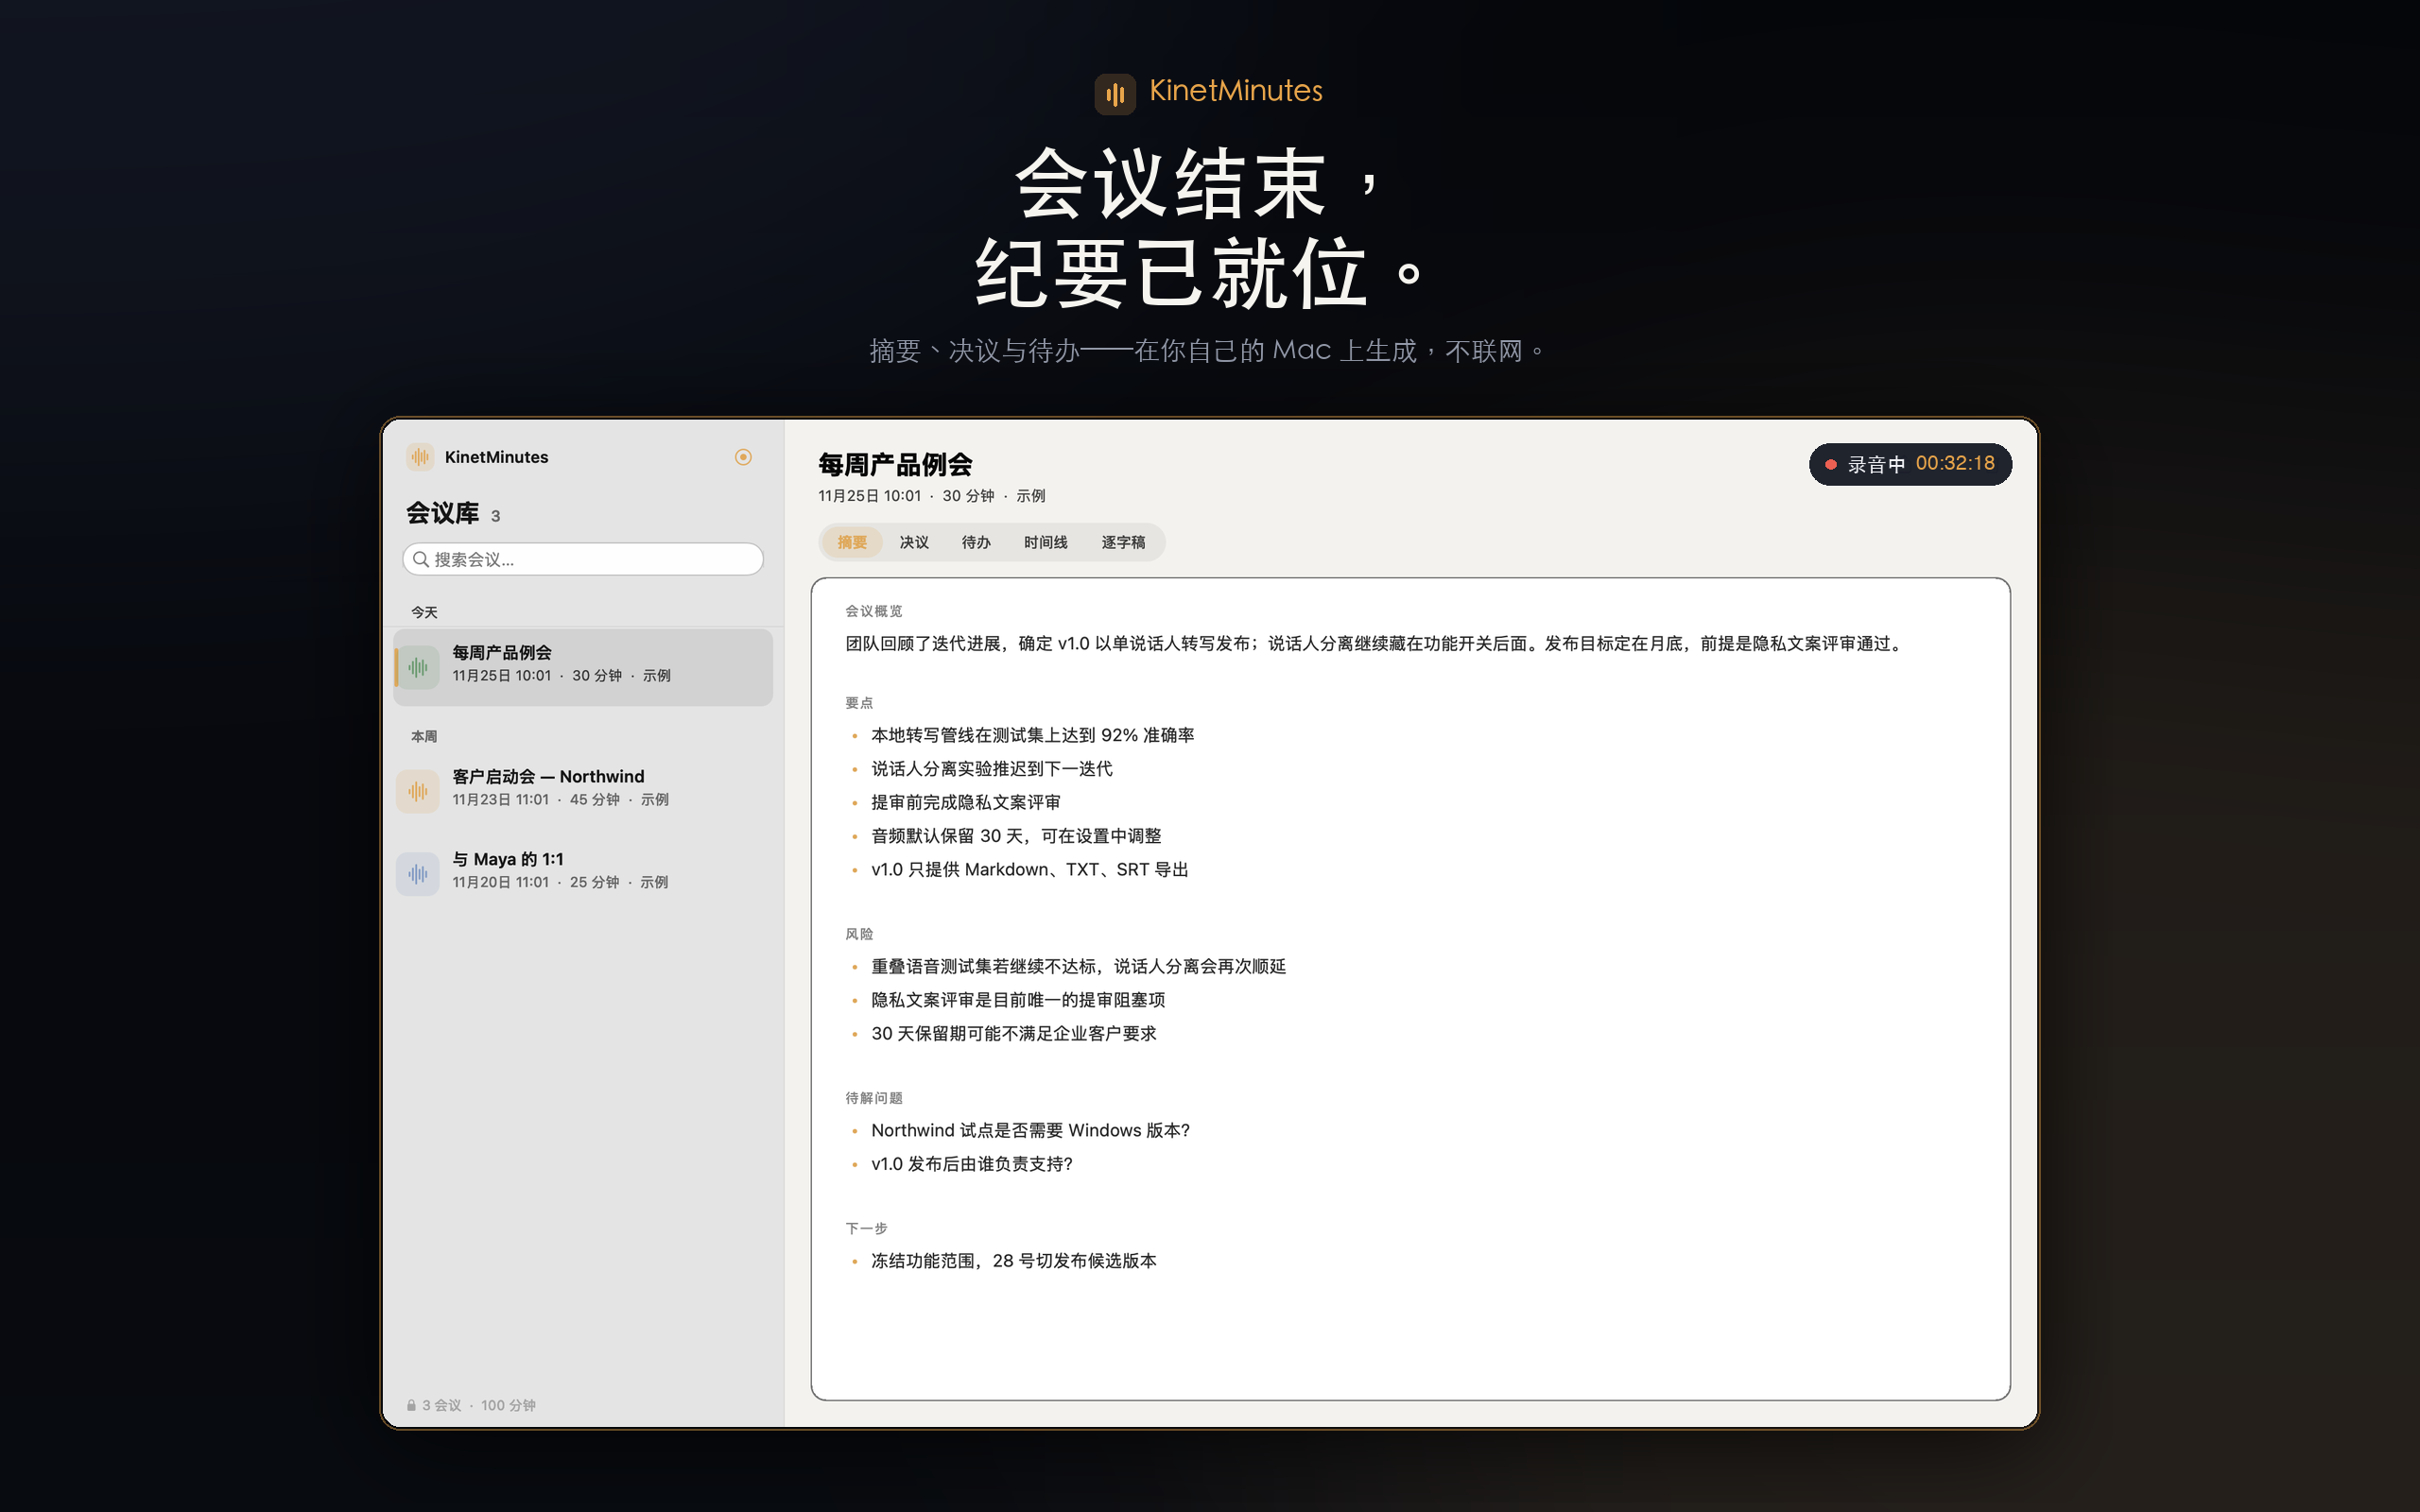 KinetMinutes
会议结束，
纪要已就位。
摘要、决议与待办——在你自己的 Mac 上生成，不联网。
KinetMinutes
会议库 3
搜索会议...
今天
每周产品例会
11月25日 10:01 · 30 分钟 · 示例
本周
客户启动会 — Northwind
11月23日 11:01 · 45 分钟 · 示例
与 Maya 的 1:1
11月20日 11:01 · 25 分钟 · 示例
3 会议 · 100 分钟
每周产品例会
11月25日 10:01 · 30 分钟 · 示例
录音中 00:32:18
摘要 决议 待办 时间线 逐字稿
会议概览
团队回顾了迭代进展，确定 v1.0 以单说话人转写发布；说话人分离继续藏在功能开关后面。发布目标定在月底，前提是隐私文案评审通过。
要点
• 本地转写管线在测试集上达到 92% 准确率
• 说话人分离实验推迟到下一迭代
• 提审前完成隐私文案评审
• 音频默认保留 30 天，可在设置中调整
• v1.0 只提供 Markdown、TXT、SRT 导出
风险
• 重叠语音测试集若继续不达标，说话人分离会再次顺延
• 隐私文案评审是目前唯一的提审阻塞项
• 30 天保留期可能不满足企业客户要求
待解问题
• Northwind 试点是否需要 Windows 版本?
• v1.0 发布后由谁负责支持?
下一步
• 冻结功能范围，28 号切发布候选版本